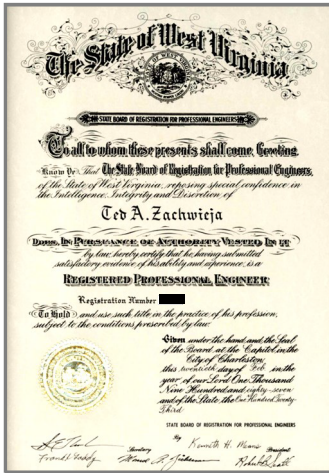 The State of West Virginia
STATE BOARD OF REGISTRATION FOR PROFESSIONAL ENGINEERS
To all to whom these presents shall come, Greeting
Know Ye That The State Board of Registration for Professional Engineers,
of the State of West Virginia, reposing special confidence in
the Intelligence, Integrity and Discretion of
Ted A. Zachwieja
DOES, IN PURSUANCE OF AUTHORITY VESTED IN IT
by law, hereby certify that he, having submitted
satisfactory evidence of his ability and experience, is a
REGISTERED PROFESSIONAL ENGINEER
Registration Number
To Hold and use such title in the practice of his profession,
subject to the conditions prescribed by law
Given under the hand and the Seal
of the Board at the Capitol in the
City of Charleston,
this twentieth day of Feb in the
year of our Lord One Thousand
Nine Hundred and eighty-seven
and of the State the One Hundred Twenty-
Third
STATE BOARD OF REGISTRATION FOR PROFESSIONAL ENGINEERS
By Kenneth H.
Secretary
President